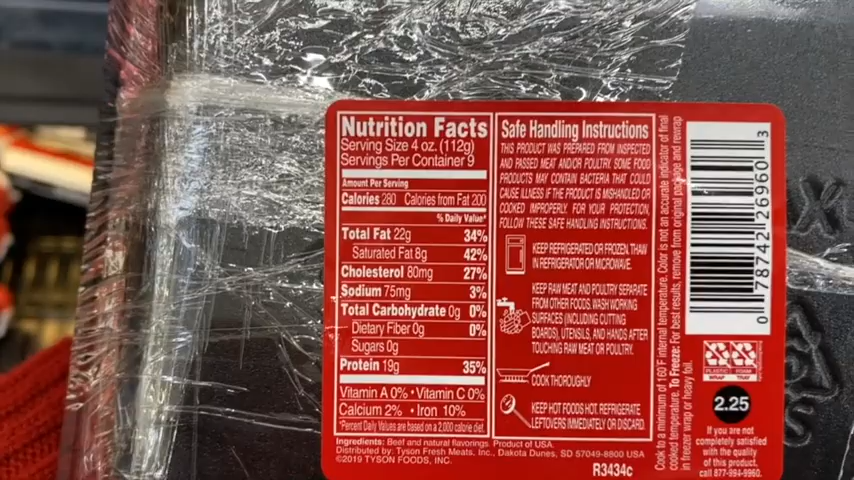 Nutrition Facts
Serving Size 4 oz. (112g)
Servings Per Container 9
Amount Per Serving
Calories 280 Calories from Fat 200
% Daily Value*
Total Fat 22g 34%
Saturated Fat 8g 42%
Cholesterol 80mg 27%
Sodium 75mg 3%
Total Carbohydrate 0g 0%
Dietary Fiber 0g 0%
Sugars 0g
Protein 19g 35%
Vitamin A 0% • Vitamin C 0%
Calcium 2% • Iron 10%
*Percent Daily Values are based on a 2,000 calorie diet.
Safe Handling Instructions
THIS PRODUCT WAS PREPARED FROM INSPECTED
AND PASSED MEAT AND/OR POULTRY. SOME FOOD
PRODUCTS MAY CONTAIN BACTERIA THAT COULD
CAUSE ILLNESS IF THE PRODUCT IS MISHANDLED OR
COOKED IMPROPERLY. FOR YOUR PROTECTION,
FOLLOW THESE SAFE HANDLING INSTRUCTIONS.
KEEP REFRIGERATED OR FROZEN. THAW
IN REFRIGERATOR OR MICROWAVE.
KEEP RAW MEAT AND POULTRY SEPARATE
FROM OTHER FOODS. WASH WORKING
SURFACES (INCLUDING CUTTING
BOARDS), UTENSILS, AND HANDS AFTER
TOUCHING RAW MEAT OR POULTRY.
COOK THOROUGHLY
KEEP HOT FOODS HOT. REFRIGERATE
LEFTOVERS IMMEDIATELY OR DISCARD.
Ingredients: Beef and natural flavorings. Product of USA.
Distributed by: Tyson Fresh Meats, Inc., Dakota Dunes, SD 57049-8800 USA
©2019 TYSON FOODS, INC.
R3434c
Cook to a minimum of 160°F internal temperature. Color is not an accurate indicator of final
cooked temperature. To Freeze: For best results, remove from original package and rewrap
in freezer wrap or heavy foil.
0 78742 26960 3
PLASTIC WRAP
FOAM TRAY
2.25
If you are not
completely satisfied
with the quality
of this product,
call 877-994-9960.